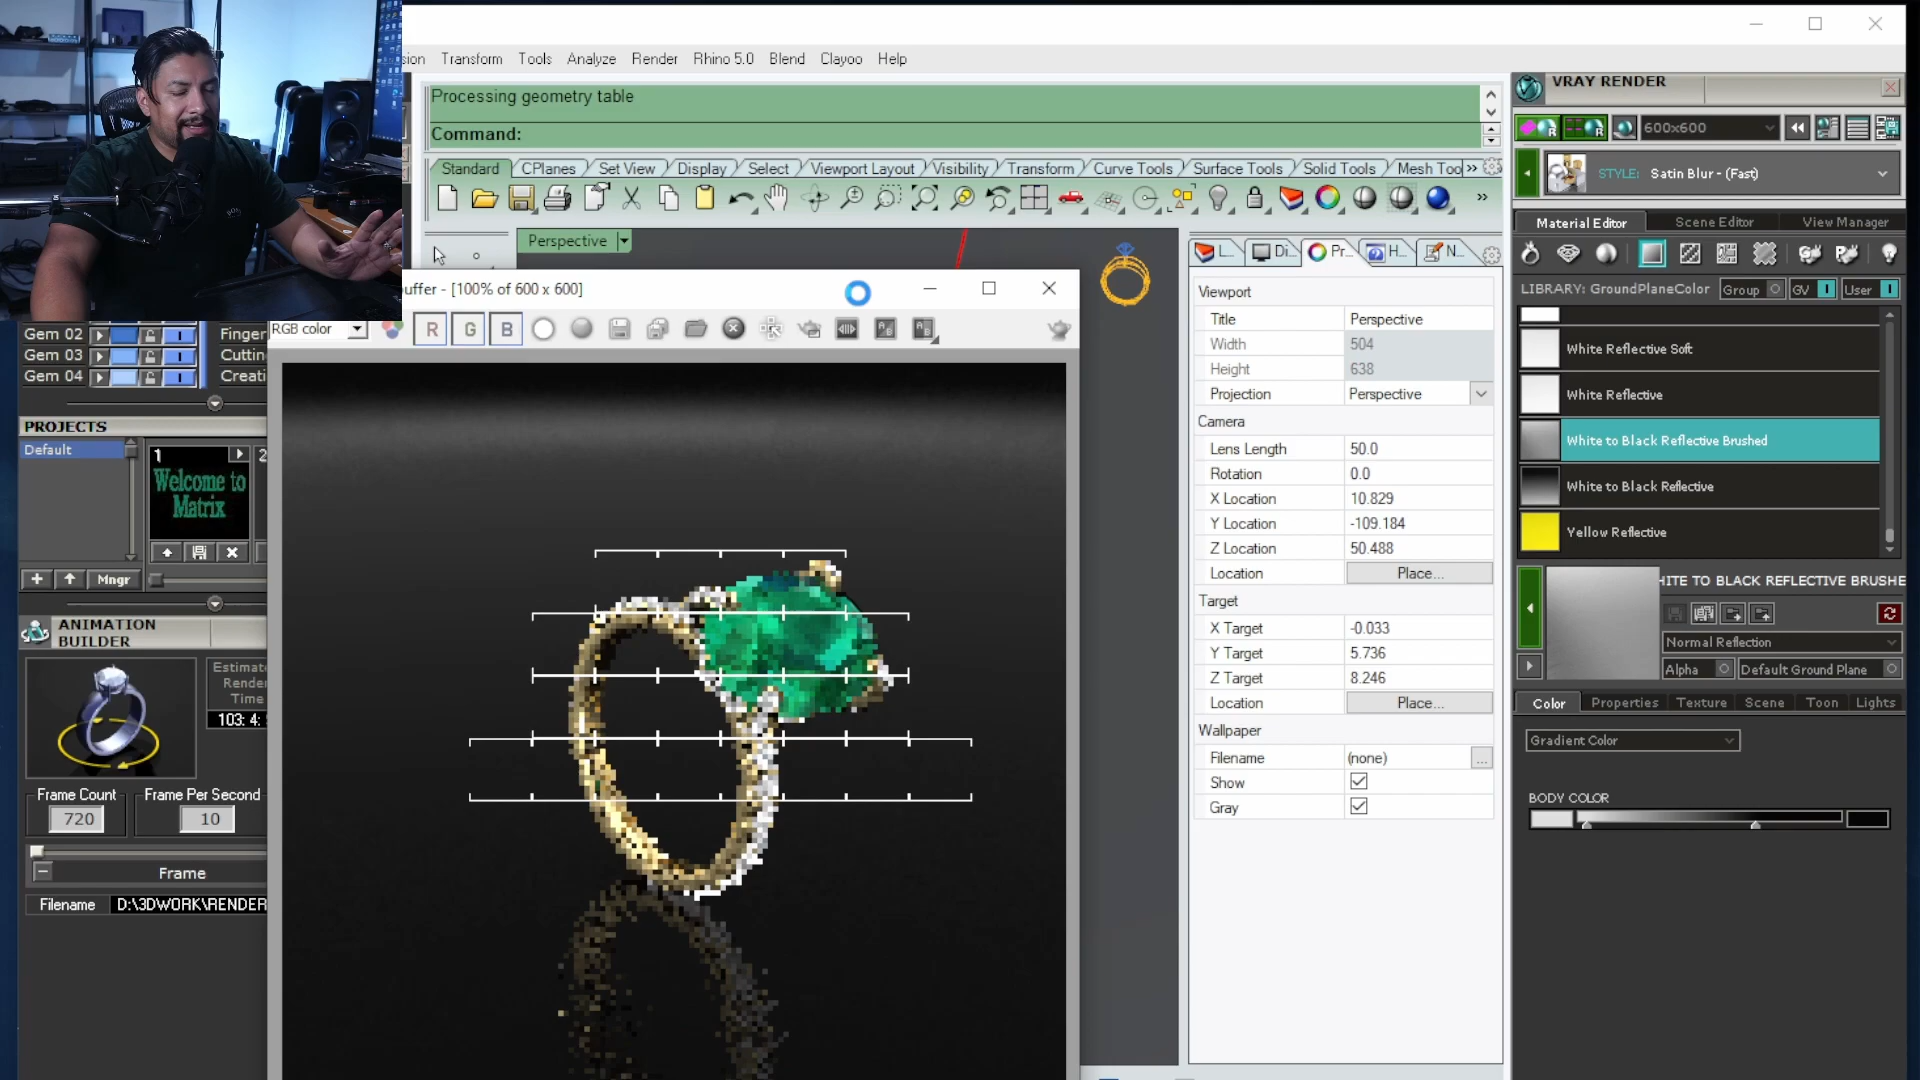 sion Transform Tools Analyze Render Rhino 5.0 Blend Clayoo Help
Processing geometry table
Command:
Standard CPlanes Set View Display Select Viewport Layout Visibility Transform Curve Tools Surface Tools Solid Tools Mesh Too »
Perspective
uffer - [100% of 600 x 600]
RGB color R G B
Gem 02
Gem 03
Gem 04
Finger
Cuttin
Creati
PROJECTS
Default
1
2
Welcome to
Matrix
+ Mngr
ANIMATION
BUILDER
Estimate
Render
Time
103: 4:
Frame Count Frame Per Second
720 10
Frame
Filename D:\3DWORK\RENDER
L... Di... Pr... H... N...
Viewport
Title Perspective
Width 504
Height 638
Projection Perspective
Camera
Lens Length 50.0
Rotation 0.0
X Location 10.829
Y Location -109.184
Z Location 50.488
Location Place...
Target
X Target -0.033
Y Target 5.736
Z Target 8.246
Location Place...
Wallpaper
Filename (none) ...
Show
Gray
VRAY RENDER
600x600
STYLE: Satin Blur - (Fast)
Material Editor Scene Editor View Manager
LIBRARY: GroundPlaneColor Group GV User
White Reflective Soft
White Reflective
White to Black Reflective Brushed
White to Black Reflective
Yellow Reflective
HITE TO BLACK REFLECTIVE BRUSHE
Normal Reflection
Alpha Default Ground Plane
Color Properties Texture Scene Toon Lights
Gradient Color
BODY COLOR